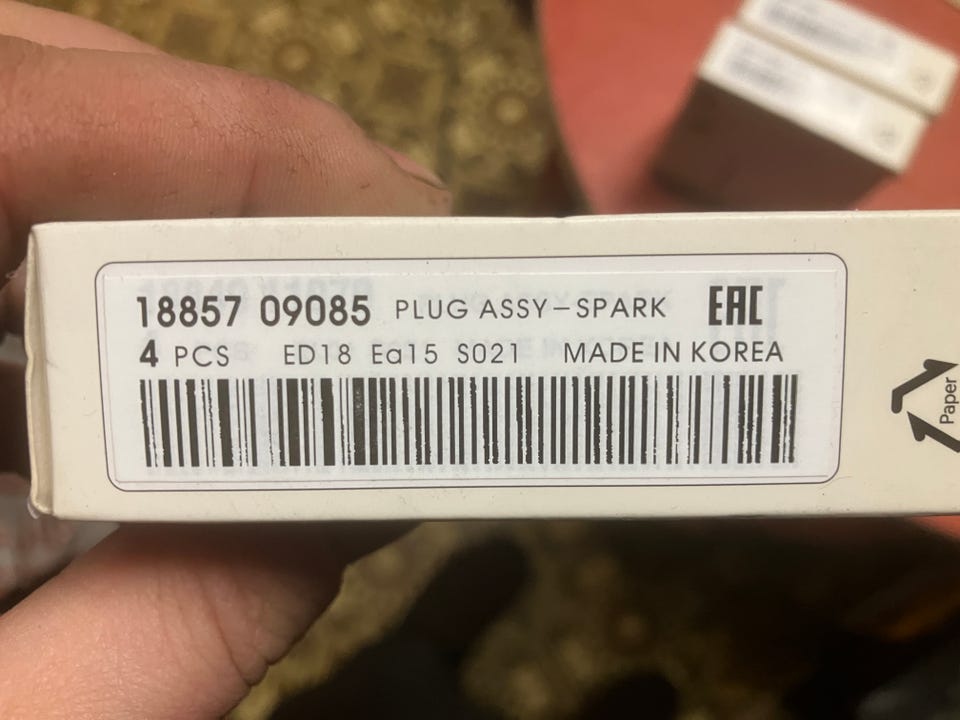 18857 09085 PLUG ASSY-SPARK EAC
4 PCS ED18 Ea15 S021 MADE IN KOREA
Paper